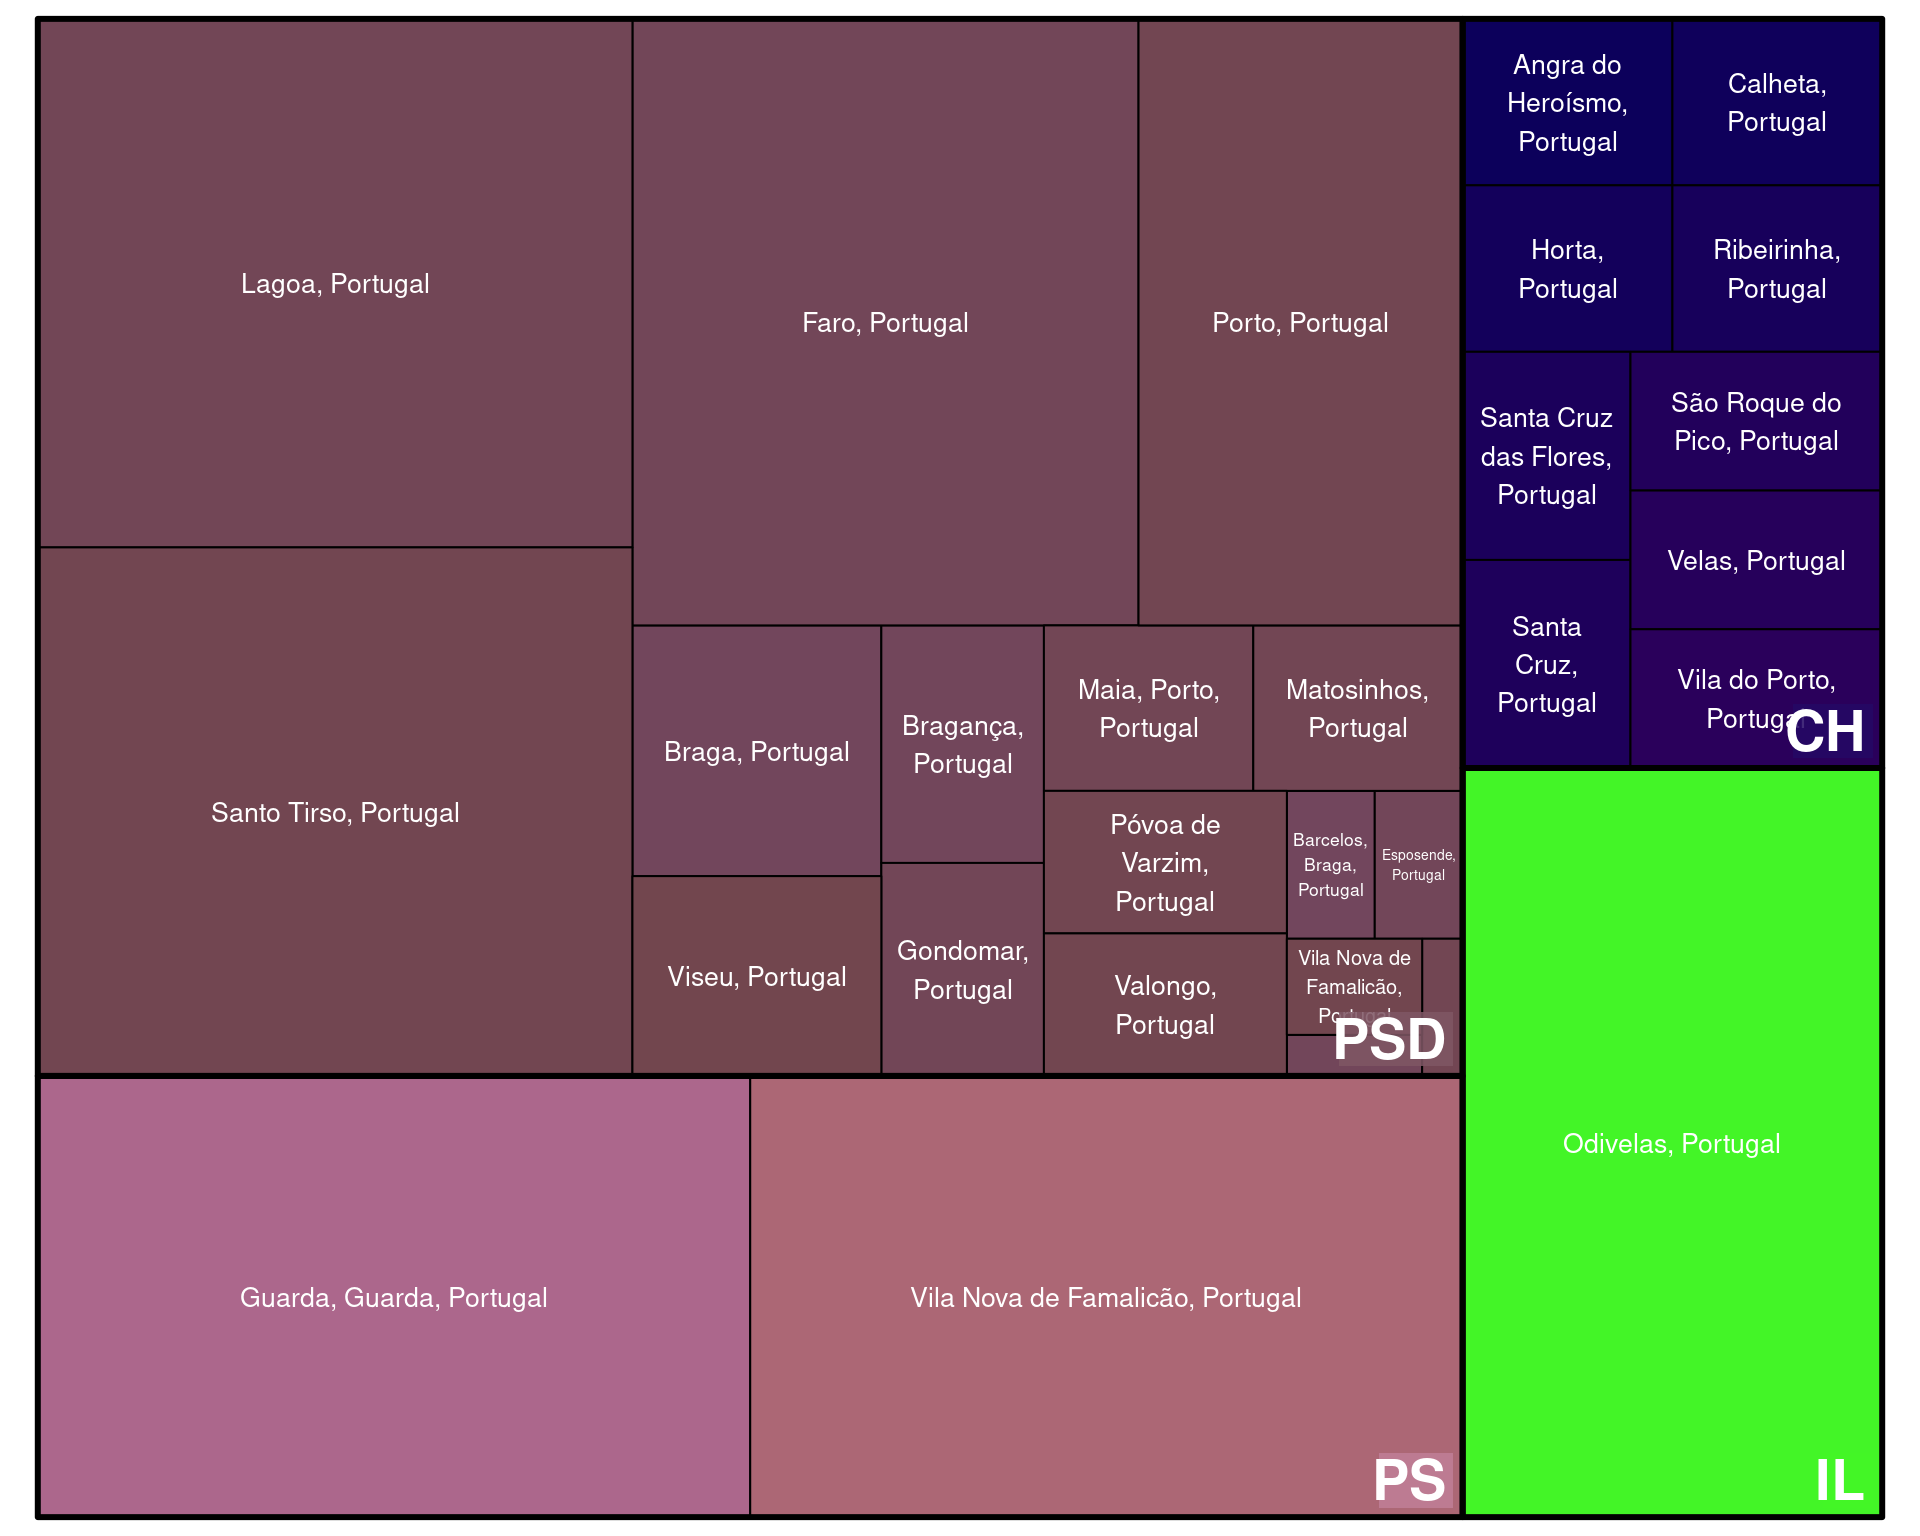 Lagoa, Portugal
Faro, Portugal
Porto, Portugal
Santo Tirso, Portugal
Braga, Portugal
Bragança,
Portugal
Maia, Porto,
Portugal
Matosinhos,
Portugal
Póvoa de
Varzim,
Portugal
Barcelos,
Braga,
Portugal
Esposende,
Portugal
Viseu, Portugal
Gondomar,
Portugal
Valongo,
Portugal
Vila Nova de
Famalicão,
Portugal
PSD
Guarda, Guarda, Portugal
Vila Nova de Famalicão, Portugal
PS
Angra do
Heroísmo,
Portugal
Calheta,
Portugal
Horta,
Portugal
Ribeirinha,
Portugal
Santa Cruz
das Flores,
Portugal
São Roque do
Pico, Portugal
Velas, Portugal
Santa
Cruz,
Portugal
Vila do Porto,
Portugal
CH
Odivelas, Portugal
IL